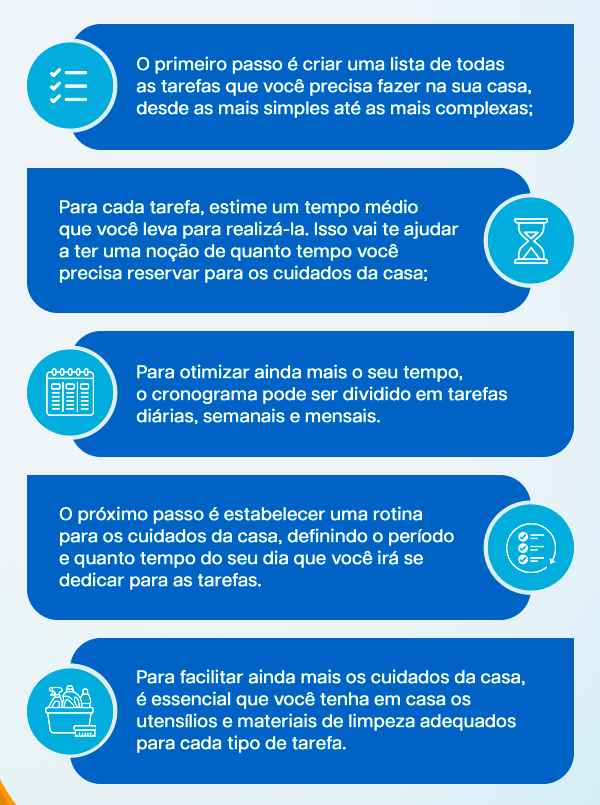 O primeiro passo é criar uma lista de todas
as tarefas que você precisa fazer na sua casa,
desde as mais simples até as mais complexas;
Para cada tarefa, estime um tempo médio
que você leva para realizá-la. Isso vai te ajudar
a ter uma noção de quanto tempo você
precisa reservar para os cuidados da casa;
Para otimizar ainda mais o seu tempo,
o cronograma pode ser dividido em tarefas
diárias, semanais e mensais.
O próximo passo é estabelecer uma rotina
para os cuidados da casa, definindo o período
e quanto tempo do seu dia que você irá se
dedicar para as tarefas.
Para facilitar ainda mais os cuidados da casa,
é essencial que você tenha em casa os
utensílios e materiais de limpeza adequados
para cada tipo de tarefa.